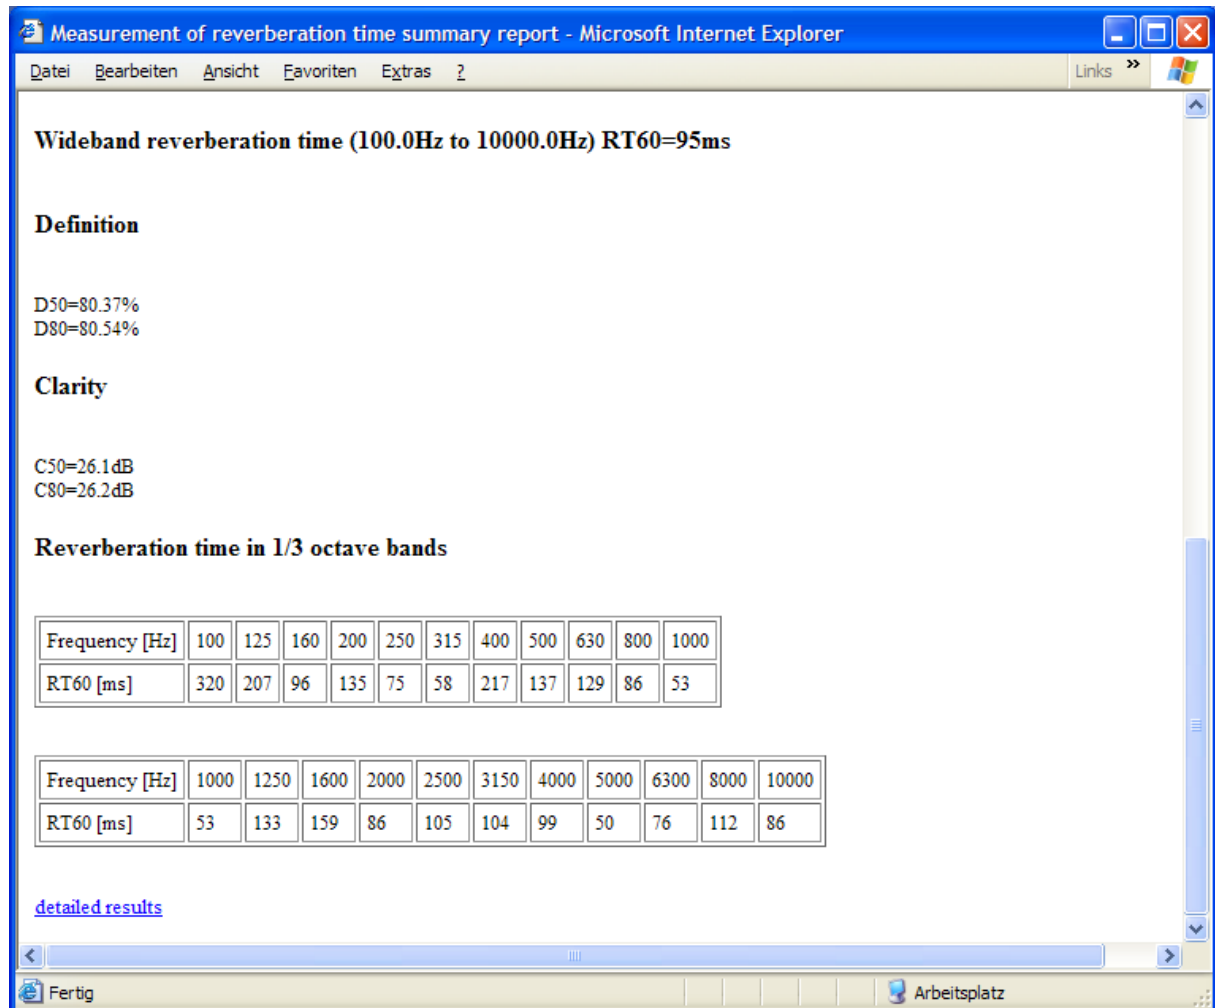 Measurement of reverberation time summary report - Microsoft Internet Explorer
Datei Bearbeiten Ansicht Favoriten Extras ? Links »
Wideband reverberation time (100.0Hz to 10000.0Hz) RT60=95ms
Definition
D50=80.37%
D80=80.54%
Clarity
C50=26.1dB
C80=26.2dB
Reverberation time in 1/3 octave bands
Frequency [Hz] 100 125 160 200 250 315 400 500 630 800 1000
RT60 [ms] 320 207 96 135 75 58 217 137 129 86 53
Frequency [Hz] 1000 1250 1600 2000 2500 3150 4000 5000 6300 8000 10000
RT60 [ms] 53 133 159 86 105 104 99 50 76 112 86
detailed results
Fertig Arbeitsplatz